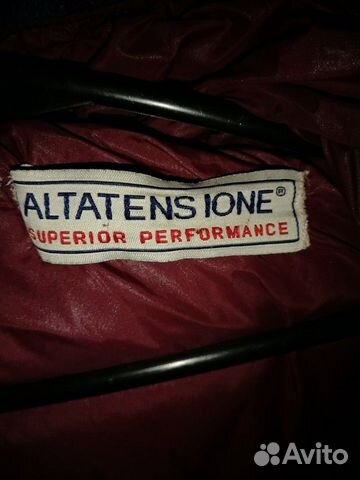 ALTATENSIONE®
SUPERIOR PERFORMANCE
Avito